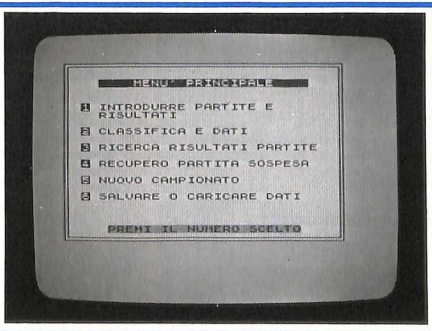 MENU' PRINCIPALE
1 INTRODURRE PARTITE E
RISULTATI
2 CLASSIFICA E DATI
3 RICERCA RISULTATI PARTITE
4 RECUPERO PARTITA SOSPESA
5 NUOVO CAMPIONATO
6 SALVARE O CARICARE DATI
PREMI IL NUMERO SCELTO